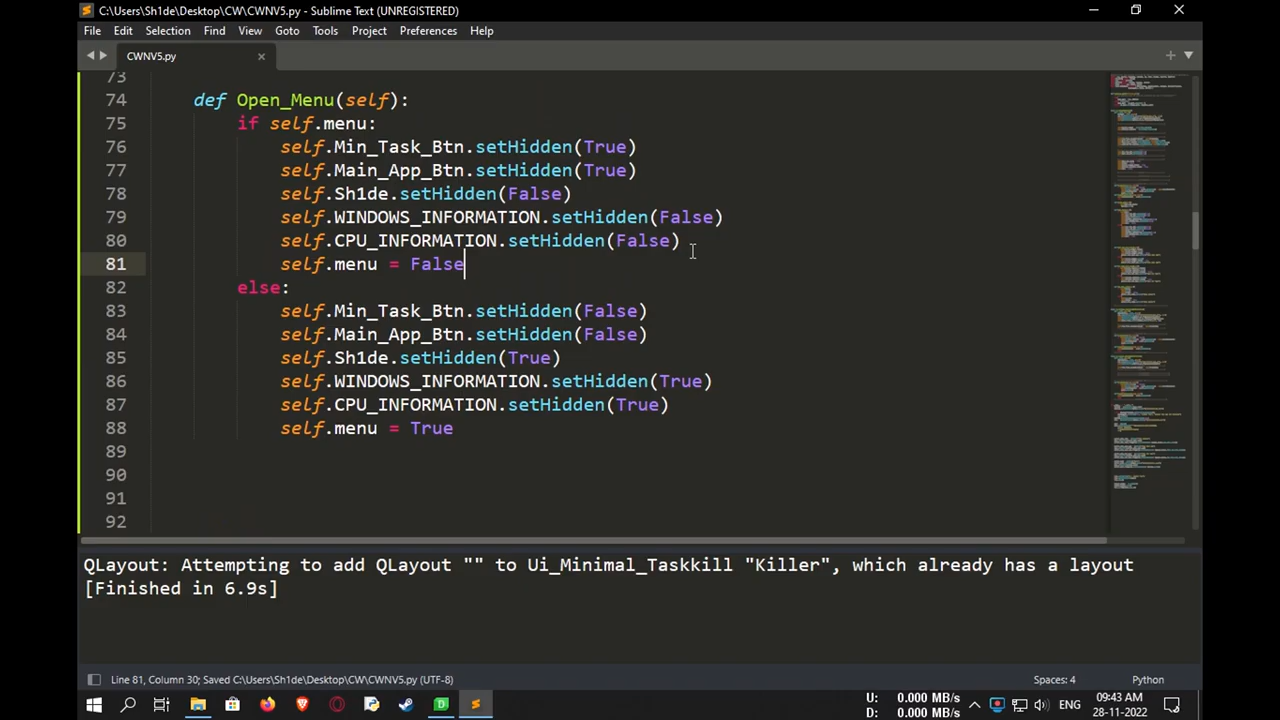 C:\Users\Sh1de\Desktop\CW\CWNV5.py - Sublime Text (UNREGISTERED)
File Edit Selection Find View Goto Tools Project Preferences Help
CWNV5.py
73
74 def Open_Menu(self):
75 if self.menu:
76 self.Min_Task_Btn.setHidden(True)
77 self.Main_App_Btn.setHidden(True)
78 self.Sh1de.setHidden(False)
79 self.WINDOWS_INFORMATION.setHidden(False)
80 self.CPU_INFORMATION.setHidden(False)
81 self.menu = False
82 else:
83 self.Min_Task_Btn.setHidden(False)
84 self.Main_App_Btn.setHidden(False)
85 self.Sh1de.setHidden(True)
86 self.WINDOWS_INFORMATION.setHidden(True)
87 self.CPU_INFORMATION.setHidden(True)
88 self.menu = True
89
90
91
92
QLayout: Attempting to add QLayout "" to Ui_Minimal_Taskkill "Killer", which already has a layout
[Finished in 6.9s]
Line 81, Column 30; Saved C:\Users\Sh1de\Desktop\CW\CWNV5.py (UTF-8) Spaces: 4 Python
U: 0.000 MB/s
D: 0.000 MB/s
ENG
09:43 AM
28-11-2022